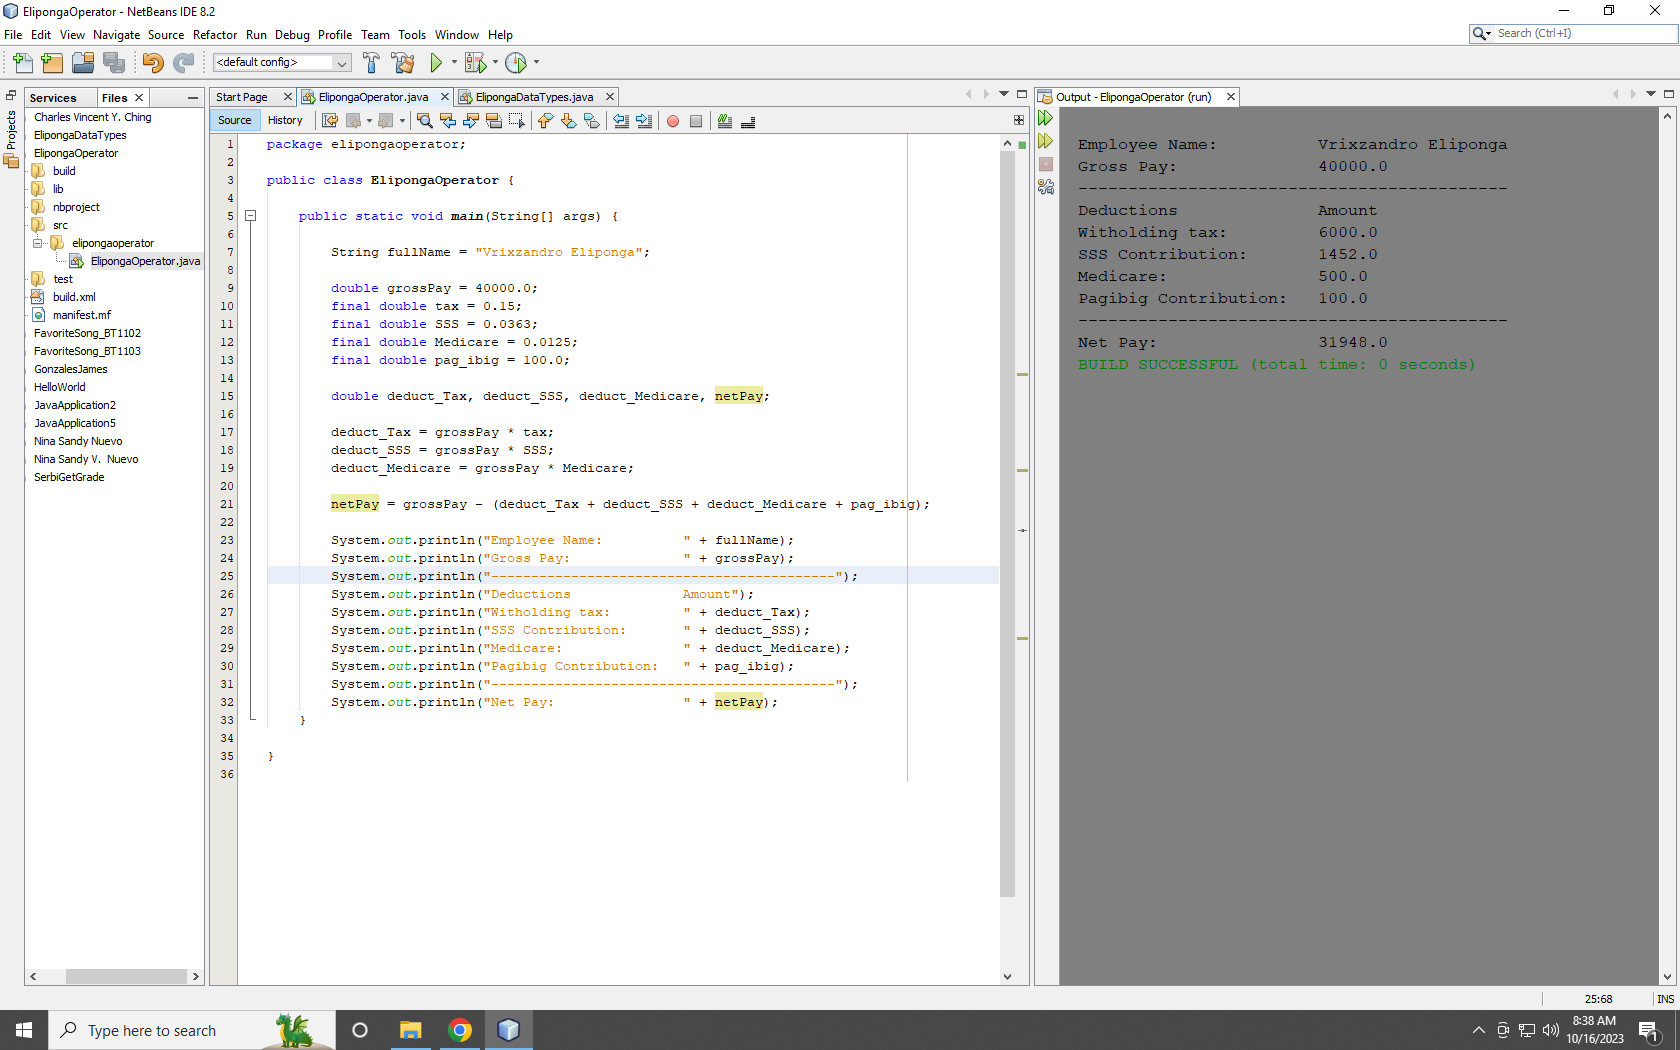 ElipongaOperator - NetBeans IDE 8.2
File Edit View Navigate Source Refactor Run Debug Profile Team Tools Window Help
Search (Ctrl+I)
<default config>
Projects
Services Files
Charles Vincent Y. Ching
ElipongaDataTypes
ElipongaOperator
build
lib
nbproject
src
elipongaoperator
ElipongaOperator.java
test
build.xml
manifest.mf
FavoriteSong_BT1102
FavoriteSong_BT1103
GonzalesJames
HelloWorld
JavaApplication2
JavaApplication5
Nina Sandy Nuevo
Nina Sandy V. Nuevo
SerbiGetGrade
Start Page ElipongaOperator.java ElipongaDataTypes.java
Source History
1 package elipongaoperator;
2
3 public class ElipongaOperator {
4
5 public static void main(String[] args) {
6
7 String fullName = "Vrixzandro Eliponga";
8
9 double grossPay = 40000.0;
10 final double tax = 0.15;
11 final double SSS = 0.0363;
12 final double Medicare = 0.0125;
13 final double pag_ibig = 100.0;
14
15 double deduct_Tax, deduct_SSS, deduct_Medicare, netPay;
16
17 deduct_Tax = grossPay * tax;
18 deduct_SSS = grossPay * SSS;
19 deduct_Medicare = grossPay * Medicare;
20
21 netPay = grossPay - (deduct_Tax + deduct_SSS + deduct_Medicare + pag_ibig);
22
23 System.out.println("Employee Name:          " + fullName);
24 System.out.println("Gross Pay:              " + grossPay);
25 System.out.println("-------------------------------------------");
26 System.out.println("Deductions              Amount");
27 System.out.println("Witholding tax:         " + deduct_Tax);
28 System.out.println("SSS Contribution:       " + deduct_SSS);
29 System.out.println("Medicare:               " + deduct_Medicare);
30 System.out.println("Pagibig Contribution:   " + pag_ibig);
31 System.out.println("-------------------------------------------");
32 System.out.println("Net Pay:                " + netPay);
33 }
34
35 }
36
Output - ElipongaOperator (run)
Employee Name:          Vrixzandro Eliponga
Gross Pay:              40000.0
-------------------------------------------
Deductions              Amount
Witholding tax:         6000.0
SSS Contribution:       1452.0
Medicare:               500.0
Pagibig Contribution:   100.0
-------------------------------------------
Net Pay:                31948.0
BUILD SUCCESSFUL (total time: 0 seconds)
25:68 INS
Type here to search
8:38 AM
10/16/2023
1